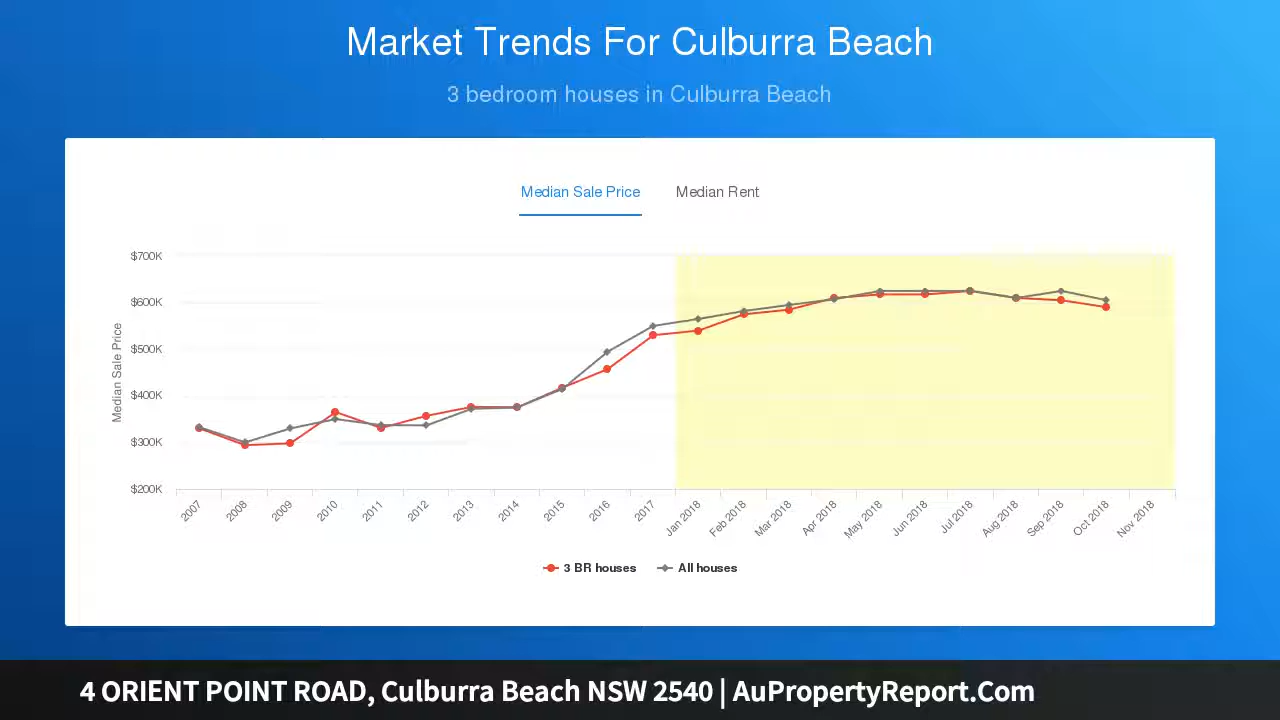 Market Trends For Culburra Beach
3 bedroom houses in Culburra Beach
Median Sale Price Median Rent
Median Sale Price
$700K
$600K
$500K
$400K
$300K
$200K
2007 2008 2009 2010 2011 2012 2013 2014 2015 2016 2017 Jan 2018 Feb 2018 Mar 2018 Apr 2018 May 2018 Jun 2018 Jul 2018 Aug 2018 Sep 2018 Oct 2018 Nov 2018
3 BR houses All houses
4 ORIENT POINT ROAD, Culburra Beach NSW 2540 | AuPropertyReport.Com